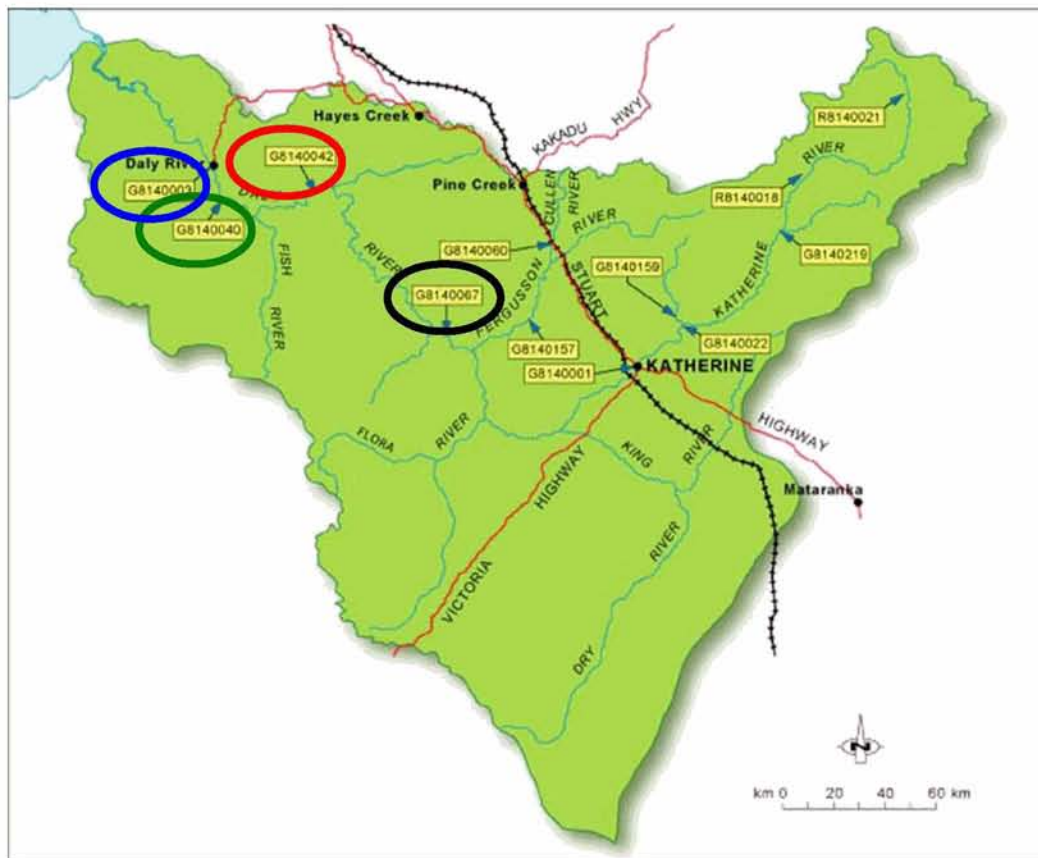 R8140021
KAKADU HWY
Hayes Creek
G8140042
RIVER
Daly River
Pine Creek
CULLEN RIVER
G8140003
R8140018
RIVER
G8140040
G8140060
G8140159
G8140219
FISH RIVER
RIVER
STUART
KATHERINE
G8140067
FERGUSSON
G8140157
G8140022
G8140001
KATHERINE
HIGHWAY
FLORA RIVER
KING RIVER
HIGHWAY
Mataranka
VICTORIA
RIVER
DRY
N
km 0 20 40 60 km